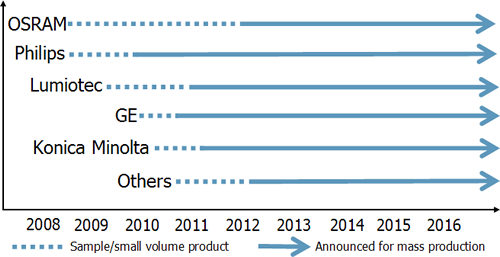 OSRAM
Philips
Lumiotec
GE
Konica Minolta
Others
2008 2009 2010 2011 2012 2013 2014 2015 2016
Sample/small volume product Announced for mass production